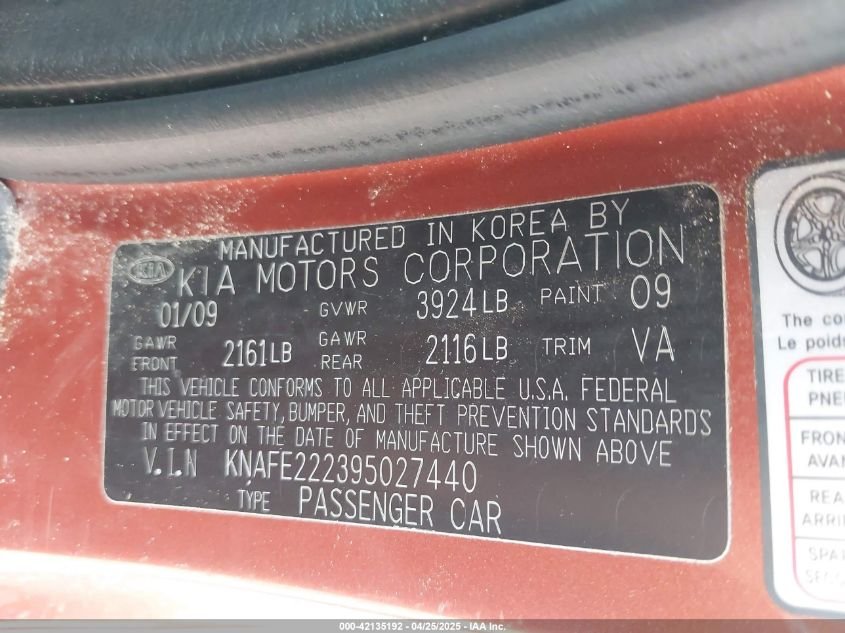 MANUFACTURED IN KOREA BY
KIA KIA MOTORS CORPORATION
01/09 GVWR 3924LB PAINT 09
GAWR FRONT 2161LB GAWR REAR 2116LB TRIM VA
THIS VEHICLE CONFORMS TO ALL APPLICABLE U.S.A. FEDERAL
MOTOR VEHICLE SAFETY, BUMPER, AND THEFT PREVENTION STANDARDS
IN EFFECT ON THE DATE OF MANUFACTURE SHOWN ABOVE
V.I.N KNAFE222395027440
TYPE PASSENGER CAR
The co
Le poids
TIRE
PNE
FRON
AVAN
REA
ARRI
SPA
000-42135192 - 04/25/2025 - IAA Inc.